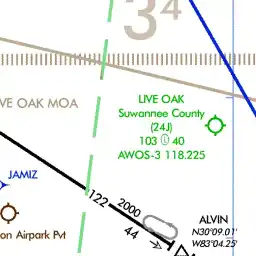 34
VE OAK MOA
LIVE OAK
Suwannee County
(24J)
103 Ⓛ 40
AWOS-3 118.225
JAMIZ
122
2000
44
on Airpark Pvt
ALVIN
N30°09.01'
W83°04.25'